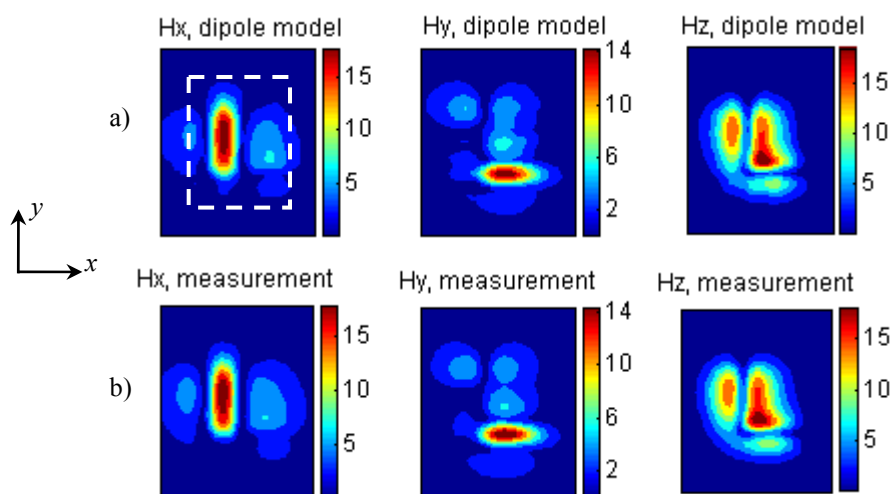 Hx, dipole model
Hy, dipole model
Hz, dipole model
a)
15
10
5
14
10
6
2
15
10
5
y
x
Hx, measurement
Hy, measurement
Hz, measurement
b)
15
10
5
14
10
6
2
15
10
5